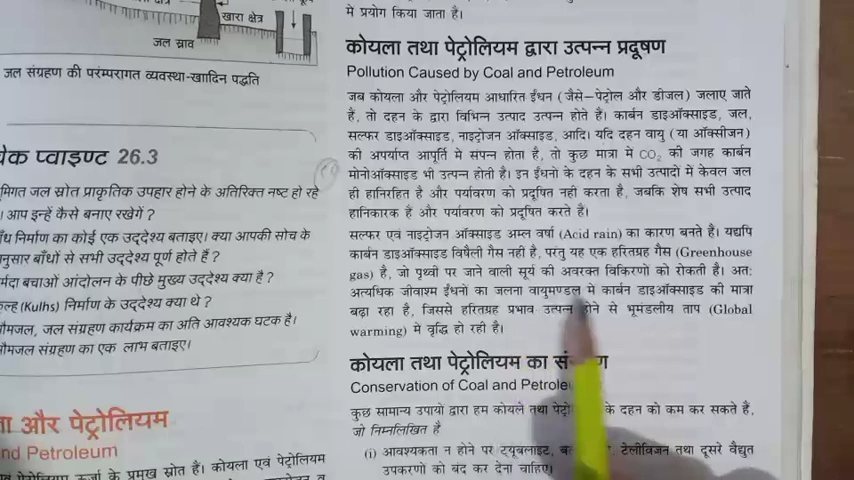 खारा क्षेत्र
जल स्राव
जल संग्रहण की परंम्परागत व्यवस्था-खाादिन पद्धति
चेक प्वाइण्ट 26.3
मिगत जल स्रोत प्राकृतिक उपहार होने के अतिरिक्त नष्ट हो रहे
। आप इन्हें कैसे बनाए रखेगें ?
निर्माण का कोई एक उद्देश्य बताइए। क्या आपकी सोच के
नुसार बाँधों से सभी उद्देश्य पूर्ण होते हैं ?
र्मदा बचाओं आंदोलन के पीछे मुख्य उद्देश्य क्या है ?
ल्ह (Kulhs) निर्माण के उद्देश्य क्या थे ?
ौमजल, जल संग्रहण कार्यक्रम का अति आवश्यक घटक है।
ौमजल संग्रहण का एक लाभ बताइए।
और पेट्रोलियम
nd Petroleum
ऊर्जा के प्रमुख स्रोत हैं। कोयला एवं पेट्रोलियम
मे प्रयोग किया जाता है।
कोयला तथा पेट्रोलियम द्वारा उत्पन्न प्रदूषण
Pollution Caused by Coal and Petroleum
जब कोयला और पेट्रोलियम आधारित ईंधन (जैसे–पेट्रोल और डीजल) जलाए जाते
है, तो दहन के द्वारा विभिन्न उत्पाद उत्पन्न होते है। कार्बन डाइऑक्साइड, जल,
सल्फर डाइऑक्साइड, नाइट्रोजन ऑक्साइड, आदि। यदि दहन वायु (या ऑक्सीजन)
की अपर्याप्त आपूर्ति में संपन्न होता है, तो कुछ मात्रा में CO₂ की जगह कार्बन
मोनोऑक्साइड भी उत्पन्न होती है। इन ईंधनो के दहन के सभी उत्पादों में केवल जल
ही हानिरहित है और पर्यावरण को प्रदूषित नही करता है, जबकि शेष सभी उत्पाद
हानिकारक है और पर्यावरण को प्रदूषित करते है।
सल्फर एवं नाइट्रोजन ऑक्साइड अम्ल वर्षा (Acid rain) का कारण बनते है। यद्यपि
कार्बन डाइऑक्साइड विषैली गैस नही है, परंतु यह एक हरितग्रह गैस (Greenhouse
gas) है, जो पृथ्वी पर जाने वाली सूर्य की अवरक्त विकिरणो को रोकती है। अतः
अत्यधिक जीवाश्म ईंधनो का जलना वायुमण्डल मे कार्बन डाइऑक्साइड की मात्रा
बढ़ा रहा है, जिससे हरितग्रह प्रभाव उत्पन्न होने से भूमंडलीय ताप (Global
warming) में वृद्धि हो रही है।
कोयला तथा पेट्रोलियम का
Conservation of Coal and Petroleu
कुछ सामान्य उपायों द्वारा हम कोयले तथा के दहन को कम कर सकते है,
जो निम्नलिखित है
(i) आवश्यकता न होने पर ट्यूबलाइट, टेलीविजन तथा दूसरे वैद्युत
उपकरणो को बंद कर देना चाहिए।